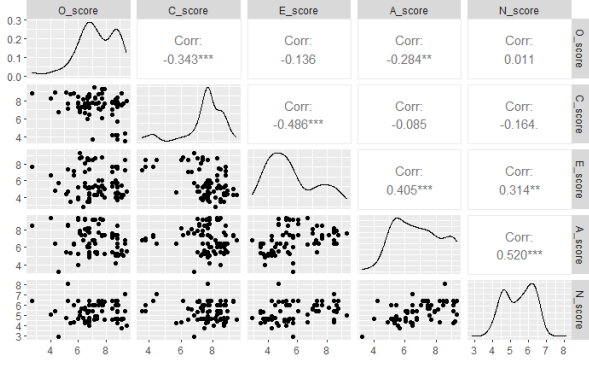 O_score C_score E_score A_score N_score
0.3
0.2
0.1
0.0
Corr:
-0.343***
Corr:
-0.136
Corr:
-0.284**
Corr:
0.011
O_score
8
6
4
Corr:
-0.486***
Corr:
-0.085
Corr:
-0.164.
C_score
8
6
4
Corr:
0.405***
Corr:
0.314**
E_score
8
6
4
Corr:
0.520***
A_score
8
7
6
5
4
3
N_score
4 6 8 4 6 8 4 6 8 4 6 8 3 4 5 6 7 8